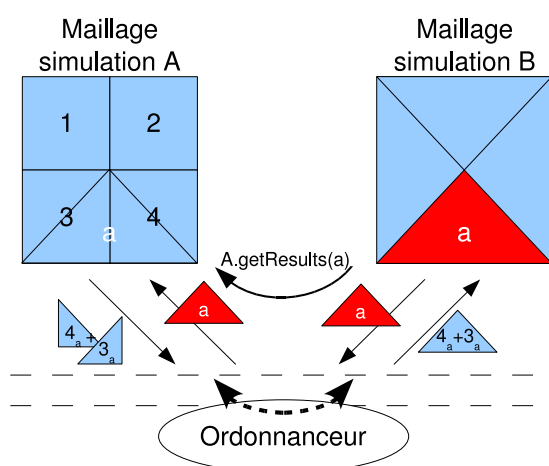 Maillage
simulation A
Maillage
simulation B
1
2
3
4
a
a
A.getResults(a)
a
a
4a+
3a
4a+3a
Ordonnanceur